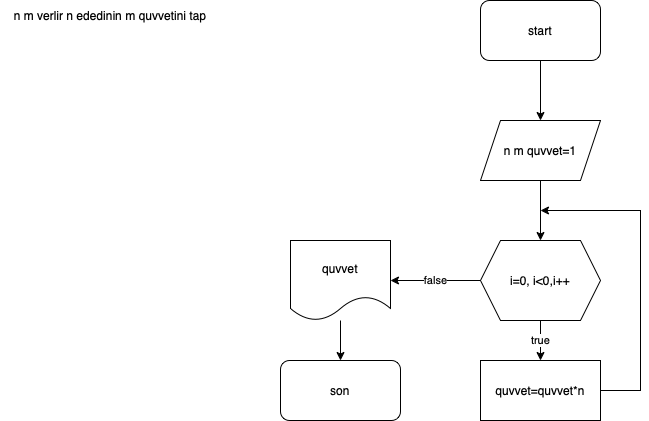 n m verlir n ededinin m quvvetini tap
start
n m quvvet=1
i=0, i<0,i++
false
quvvet
true
quvvet=quvvet*n
son